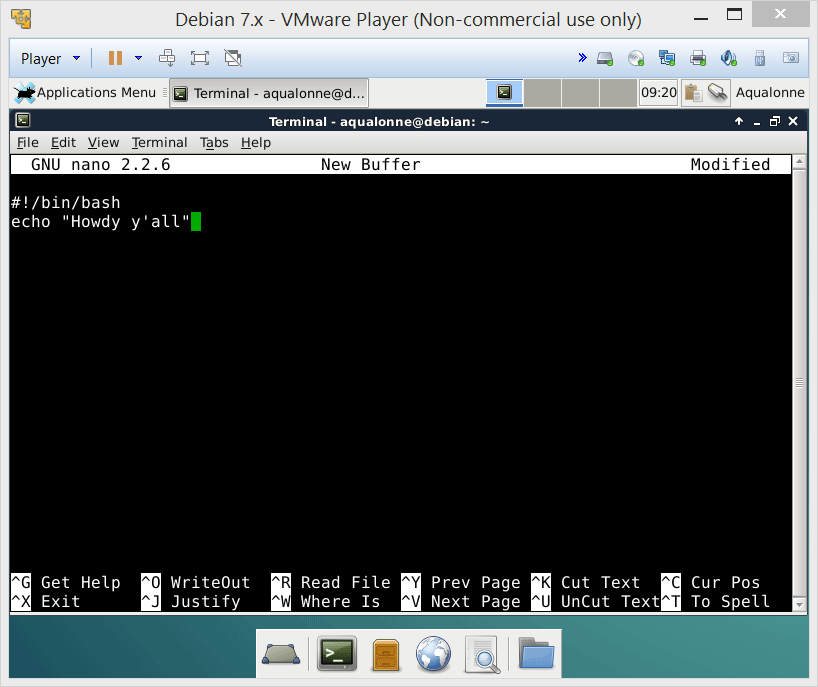 Debian 7.x - VMware Player (Non-commercial use only)
Player
Applications Menu Terminal - aqualonne@d... 09:20 Aqualonne
Terminal - aqualonne@debian: ~
File Edit View Terminal Tabs Help
GNU nano 2.2.6 New Buffer Modified
#!/bin/bash
echo "Howdy y'all"
^G Get Help ^O WriteOut ^R Read File ^Y Prev Page ^K Cut Text ^C Cur Pos
^X Exit ^J Justify ^W Where Is ^V Next Page ^U UnCut Text ^T To Spell